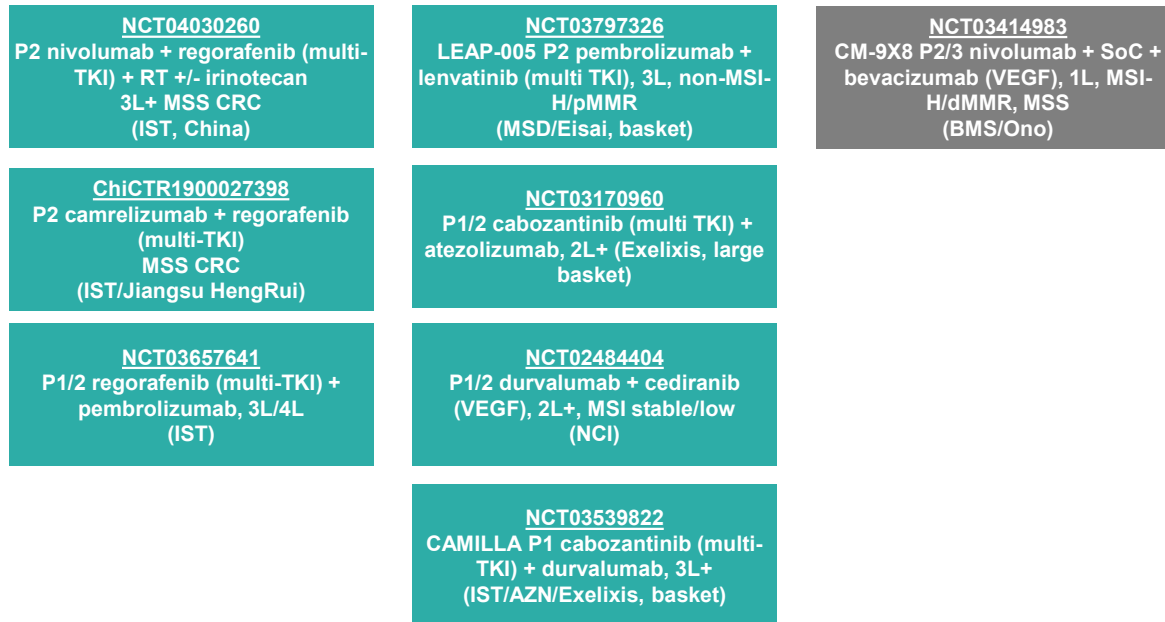 NCT04030260
P2 nivolumab + regorafenib (multi-
TKI) + RT +/- irinotecan
3L+ MSS CRC
(IST, China)
ChiCTR1900027398
P2 camrelizumab + regorafenib
(multi-TKI)
MSS CRC
(IST/Jiangsu HengRui)
NCT03657641
P1/2 regorafenib (multi-TKI) +
pembrolizumab, 3L/4L
(IST)
NCT03797326
LEAP-005 P2 pembrolizumab +
lenvatinib (multi TKI), 3L, non-MSI-
H/pMMR
(MSD/Eisai, basket)
NCT03170960
P1/2 cabozantinib (multi TKI) +
atezolizumab, 2L+ (Exelixis, large
basket)
NCT02484404
P1/2 durvalumab + cediranib
(VEGF), 2L+, MSI stable/low
(NCI)
NCT03539822
CAMILLA P1 cabozantinib (multi-
TKI) + durvalumab, 3L+
(IST/AZN/Exelixis, basket)
NCT03414983
CM-9X8 P2/3 nivolumab + SoC +
bevacizumab (VEGF), 1L, MSI-
H/dMMR, MSS
(BMS/Ono)